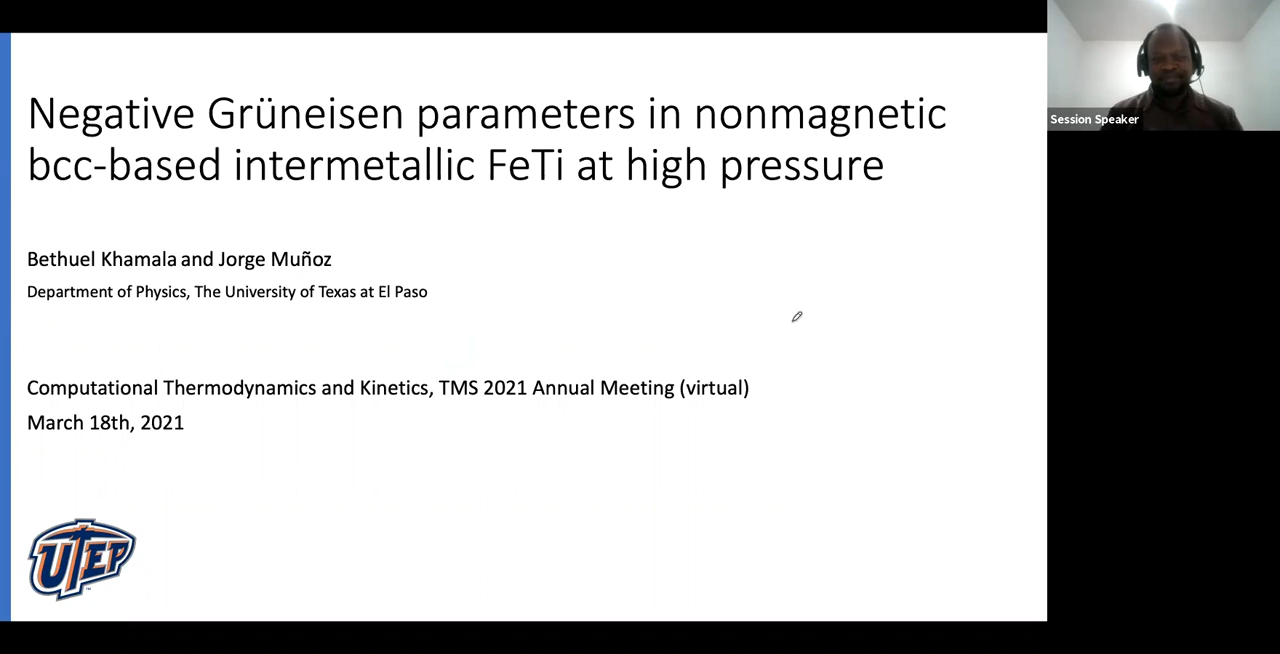 Negative Grüneisen parameters in nonmagnetic
bcc-based intermetallic FeTi at high pressure
Bethuel Khamala and Jorge Muñoz
Department of Physics, The University of Texas at El Paso
Computational Thermodynamics and Kinetics, TMS 2021 Annual Meeting (virtual)
March 18th, 2021
UTEP
™
Session Speaker